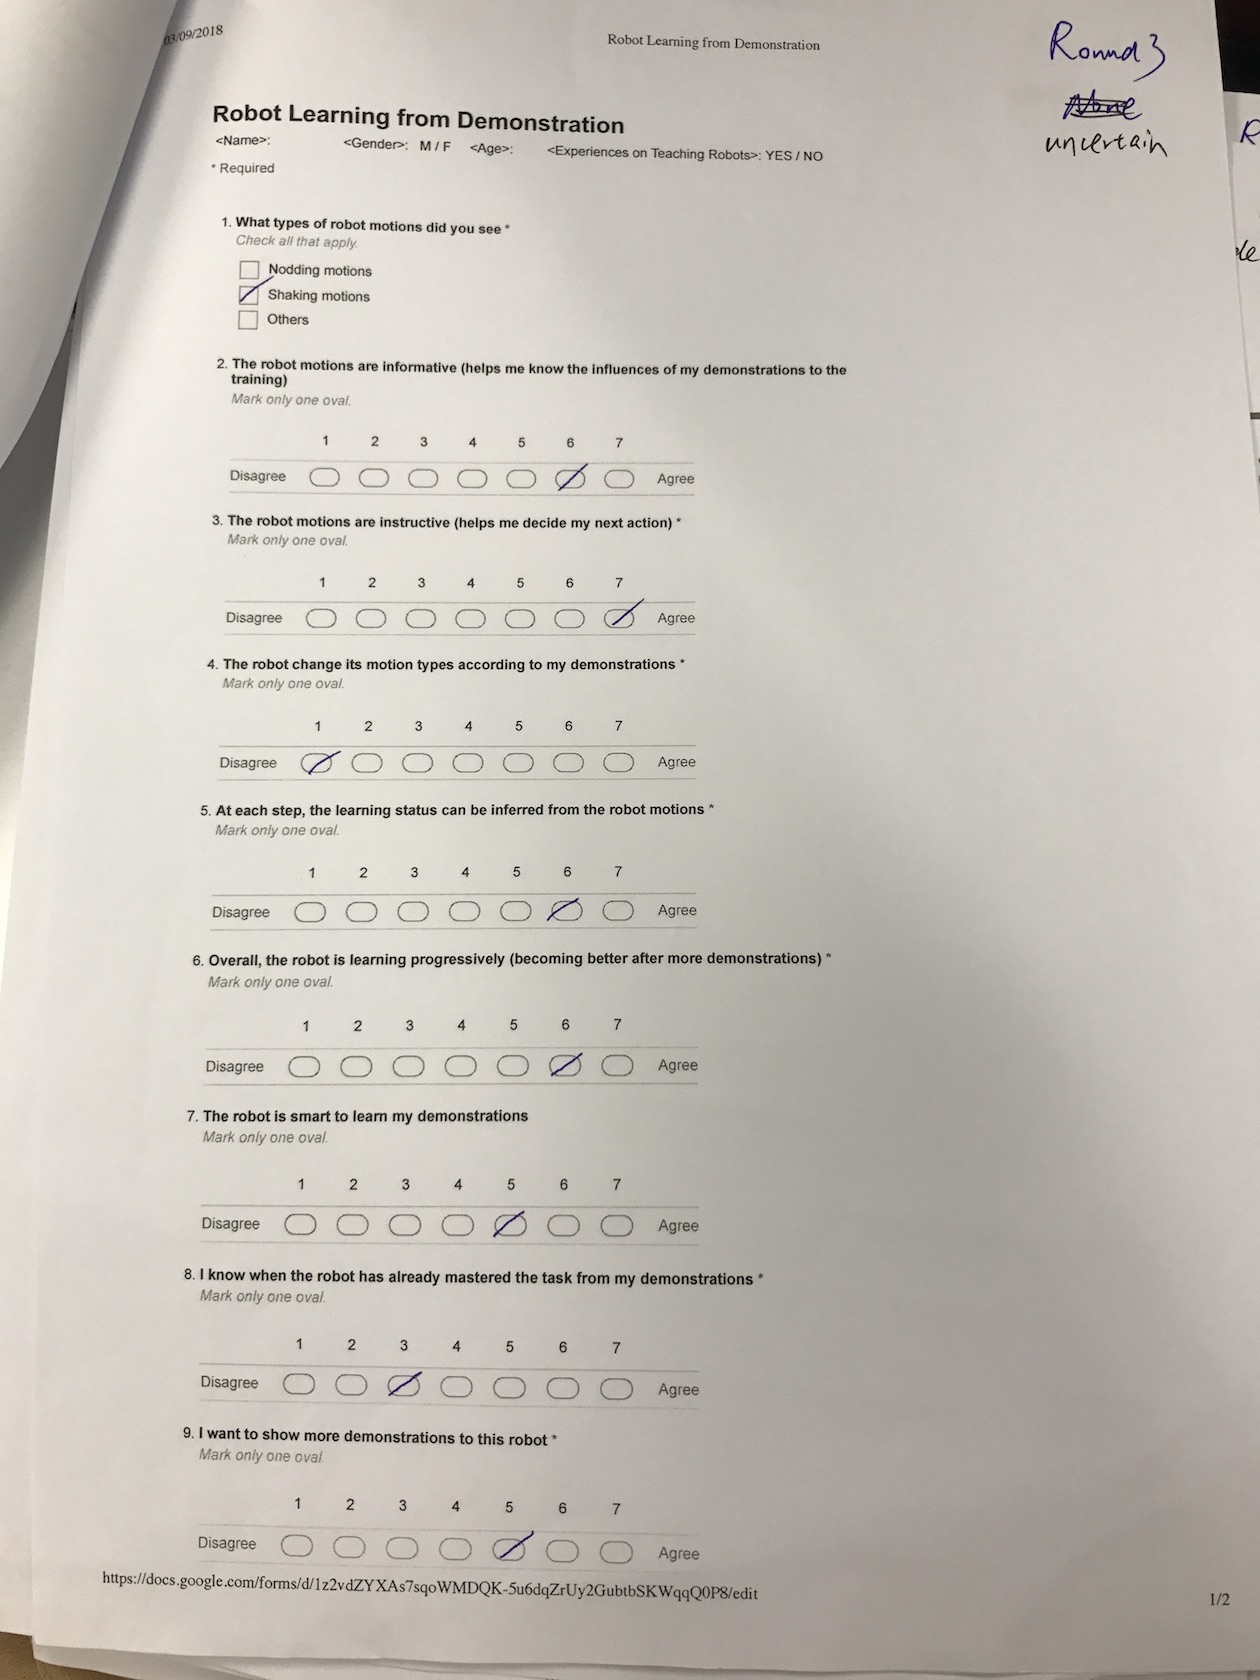 03/09/2018
Robot Learning from Demonstration
Round 3
None
uncertain
Robot Learning from Demonstration
<Name>: <Gender>: M / F <Age>: <Experiences on Teaching Robots>: YES / NO
* Required
1. What types of robot motions did you see *
Check all that apply.
Nodding motions
Shaking motions
Others
2. The robot motions are informative (helps me know the influences of my demonstrations to the
training)
Mark only one oval.
1 2 3 4 5 6 7
Disagree Agree
3. The robot motions are instructive (helps me decide my next action) *
Mark only one oval.
1 2 3 4 5 6 7
Disagree Agree
4. The robot change its motion types according to my demonstrations *
Mark only one oval.
1 2 3 4 5 6 7
Disagree Agree
5. At each step, the learning status can be inferred from the robot motions *
Mark only one oval.
1 2 3 4 5 6 7
Disagree Agree
6. Overall, the robot is learning progressively (becoming better after more demonstrations) *
Mark only one oval.
1 2 3 4 5 6 7
Disagree Agree
7. The robot is smart to learn my demonstrations
Mark only one oval.
1 2 3 4 5 6 7
Disagree Agree
8. I know when the robot has already mastered the task from my demonstrations *
Mark only one oval.
1 2 3 4 5 6 7
Disagree Agree
9. I want to show more demonstrations to this robot *
Mark only one oval.
1 2 3 4 5 6 7
Disagree Agree
https://docs.google.com/forms/d/1z2vdZYXAs7sqoWMDQK-5u6dqZrUy2GubtbSKWqqQ0P8/edit
1/2